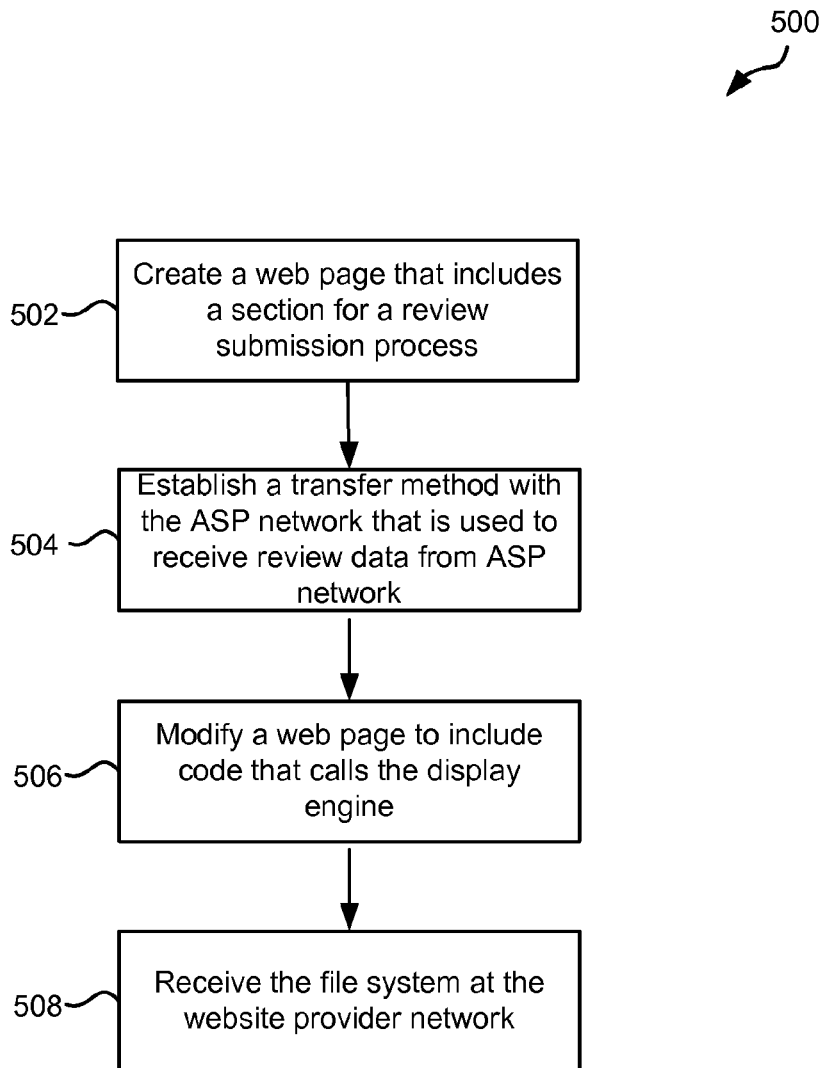 500
Create a web page that includes
a section for a review
submission process
502
Establish a transfer method with
the ASP network that is used to
receive review data from ASP
network
504
Modify a web page to include
code that calls the display
engine
506
Receive the file system at the
website provider network
508